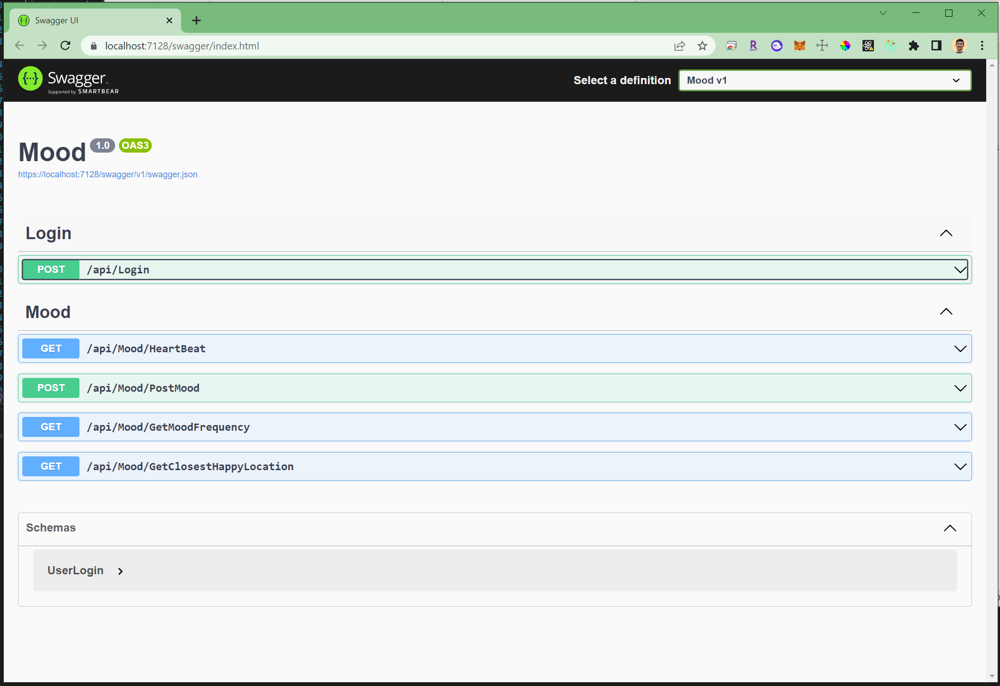 Swagger UI
localhost:7128/swagger/index.html
Swagger
Supported by SMARTBEAR
Select a definition
Mood v1
Mood 1.0 OAS3
https://localhost:7128/swagger/v1/swagger.json
Login
POST /api/Login
Mood
GET /api/Mood/HeartBeat
POST /api/Mood/PostMood
GET /api/Mood/GetMoodFrequency
GET /api/Mood/GetClosestHappyLocation
Schemas
UserLogin